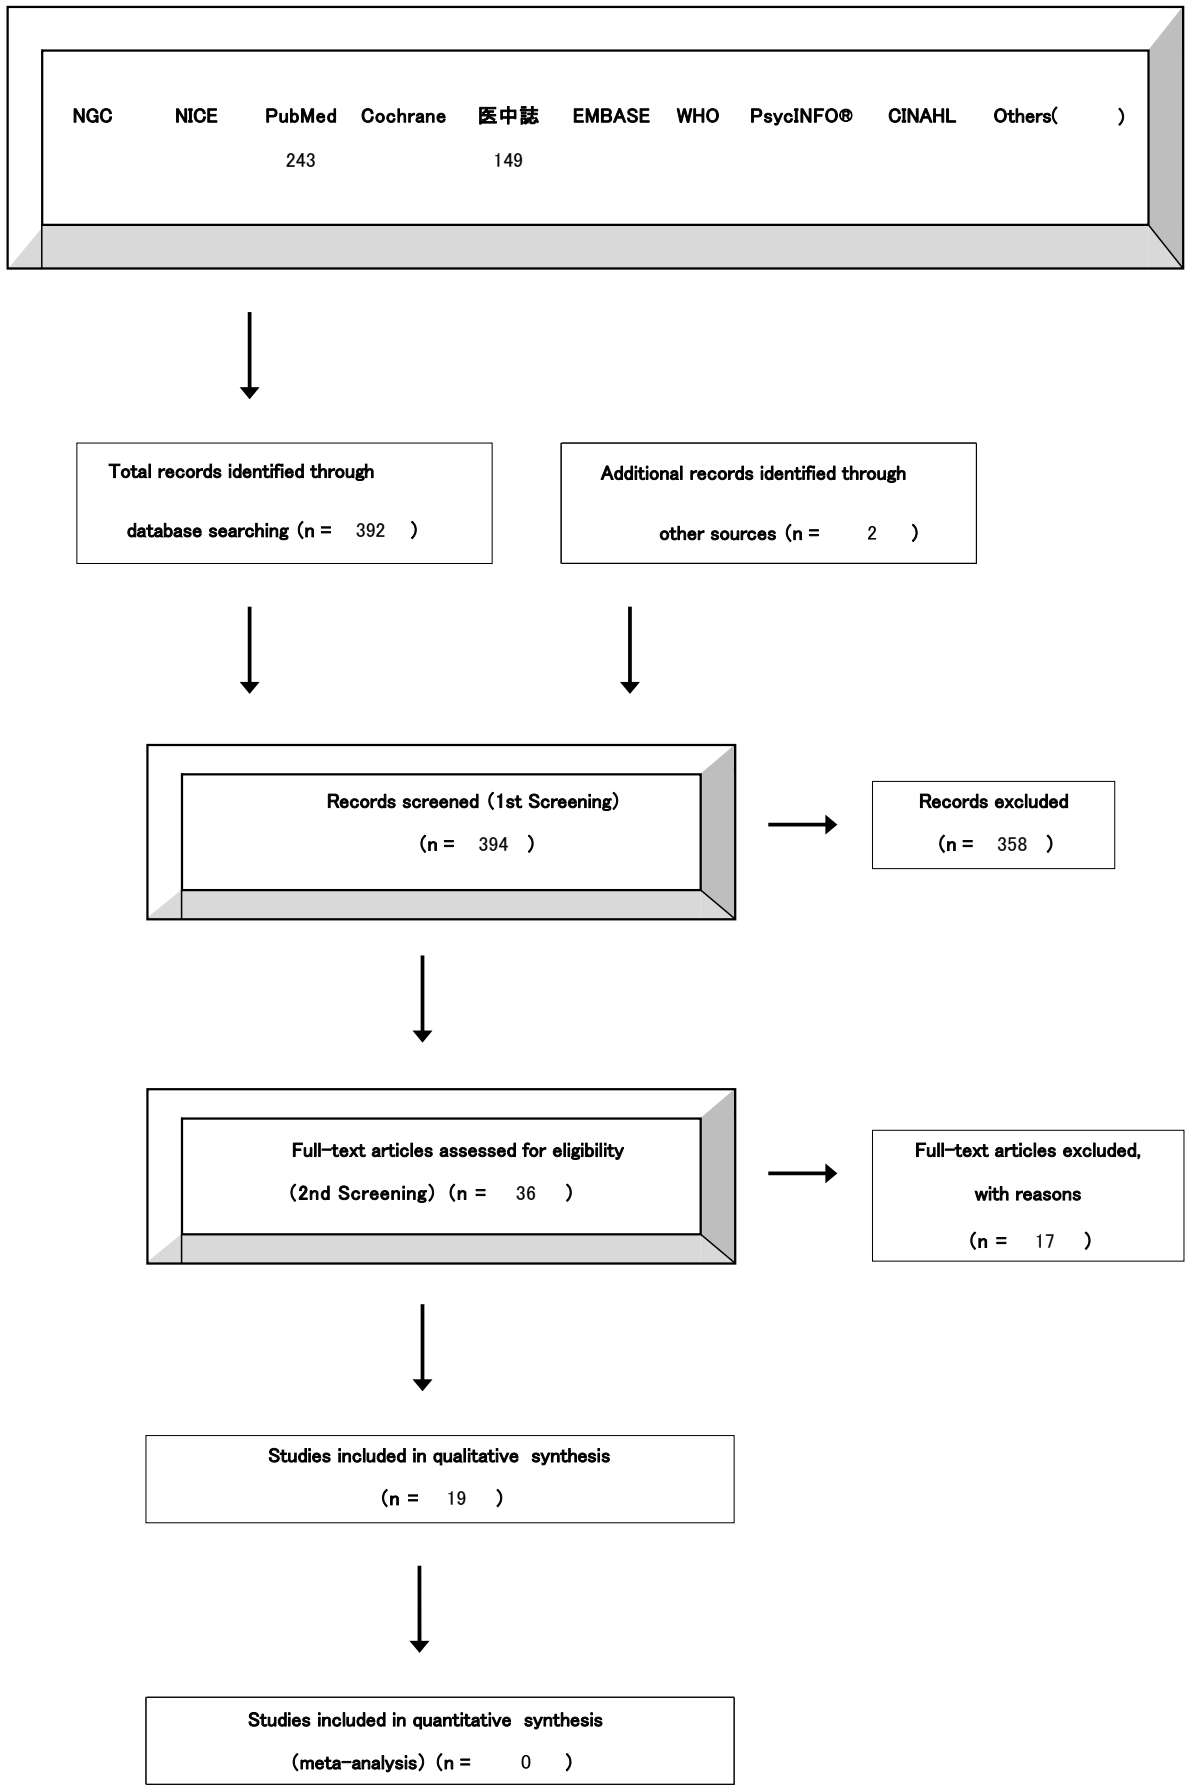 NGC NICE PubMed Cochrane 医中誌 EMBASE WHO PsycINFO® CINAHL Others( )
243 149
Total records identified through
database searching (n = 392 )
Additional records identified through
other sources (n = 2 )
Records screened (1st Screening)
(n = 394 )
Records excluded
(n = 358 )
Full-text articles assessed for eligibility
(2nd Screening) (n = 36 )
Full-text articles excluded,
with reasons
(n = 17 )
Studies included in qualitative synthesis
(n = 19 )
Studies included in quantitative synthesis
(meta-analysis) (n = 0 )